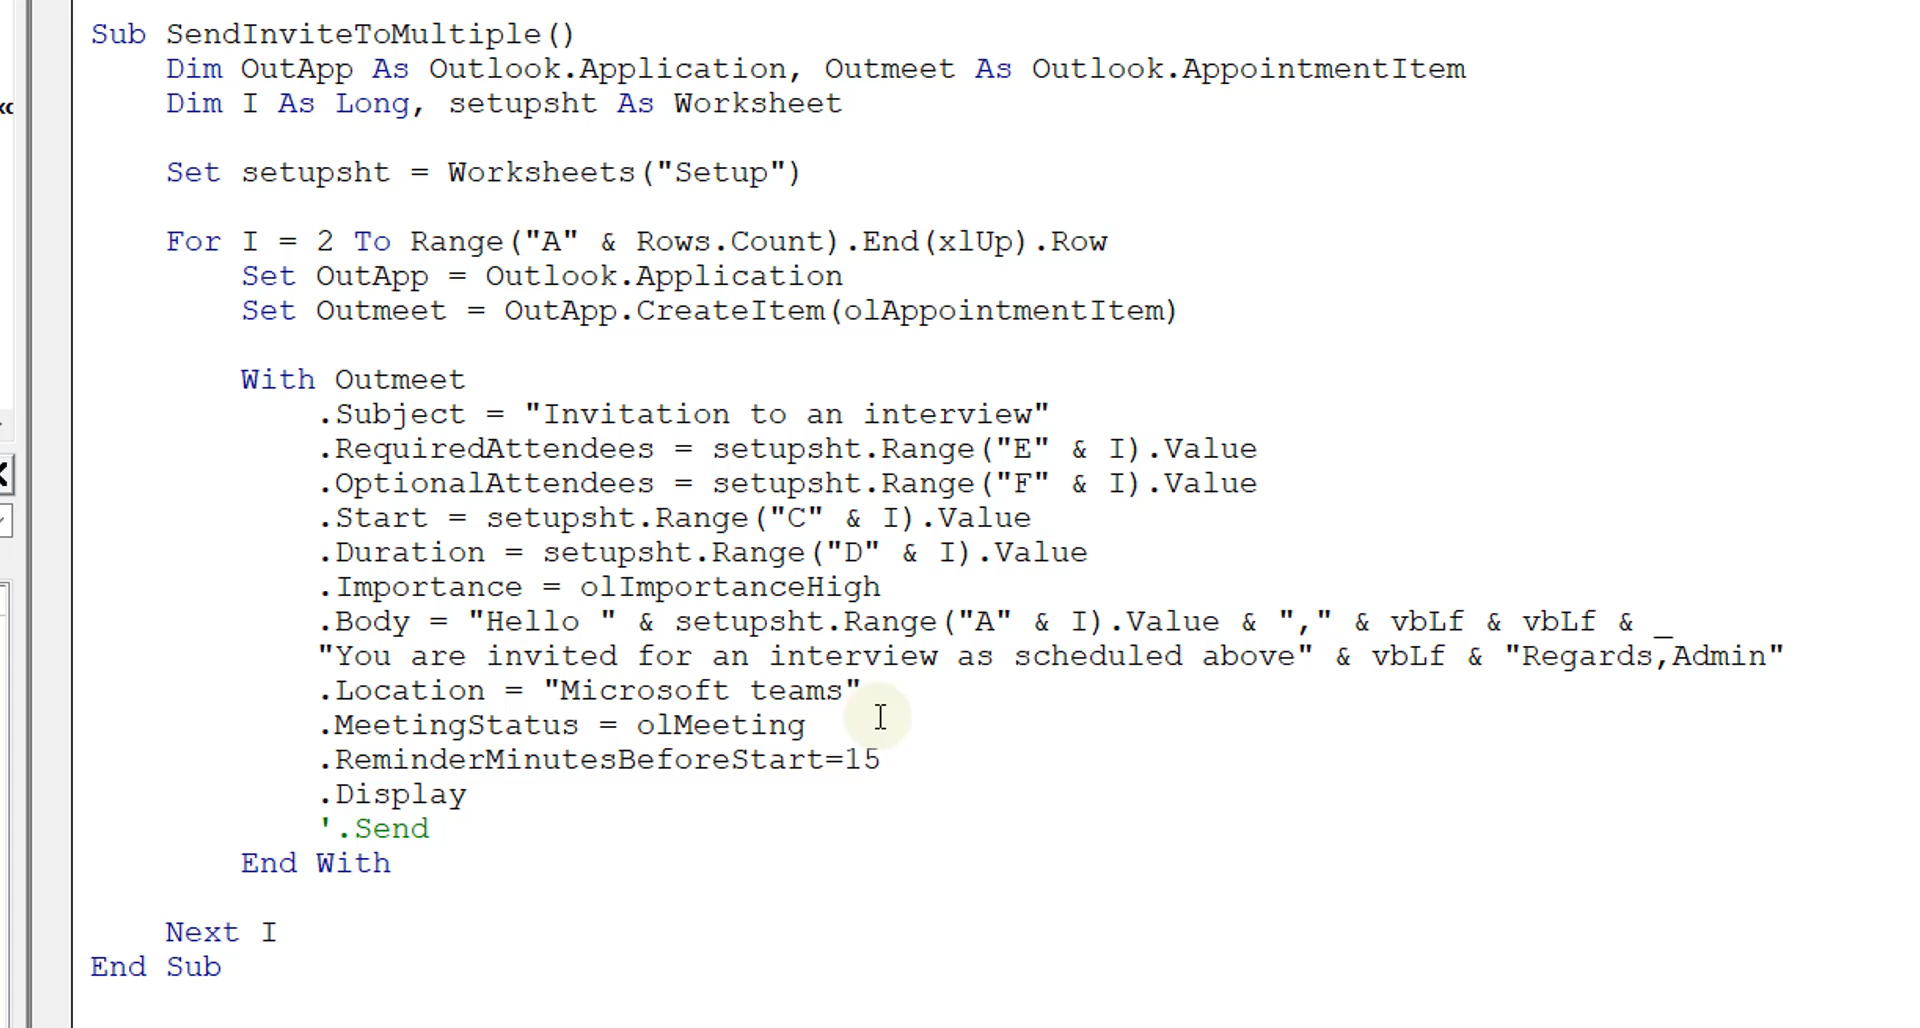 Sub SendInviteToMultiple()
Dim OutApp As Outlook.Application, Outmeet As Outlook.AppointmentItem
Dim I As Long, setupsht As Worksheet
Set setupsht = Worksheets("Setup")
For I = 2 To Range("A" & Rows.Count).End(xlUp).Row
Set OutApp = Outlook.Application
Set Outmeet = OutApp.CreateItem(olAppointmentItem)
With Outmeet
.Subject = "Invitation to an interview"
.RequiredAttendees = setupsht.Range("E" & I).Value
.OptionalAttendees = setupsht.Range("F" & I).Value
.Start = setupsht.Range("C" & I).Value
.Duration = setupsht.Range("D" & I).Value
.Importance = olImportanceHigh
.Body = "Hello " & setupsht.Range("A" & I).Value & "," & vbLf & vbLf & _
"You are invited for an interview as scheduled above" & vbLf & "Regards,Admin"
.Location = "Microsoft teams"
.MeetingStatus = olMeeting
.ReminderMinutesBeforeStart=15
.Display
'.Send
End With
Next I
End Sub